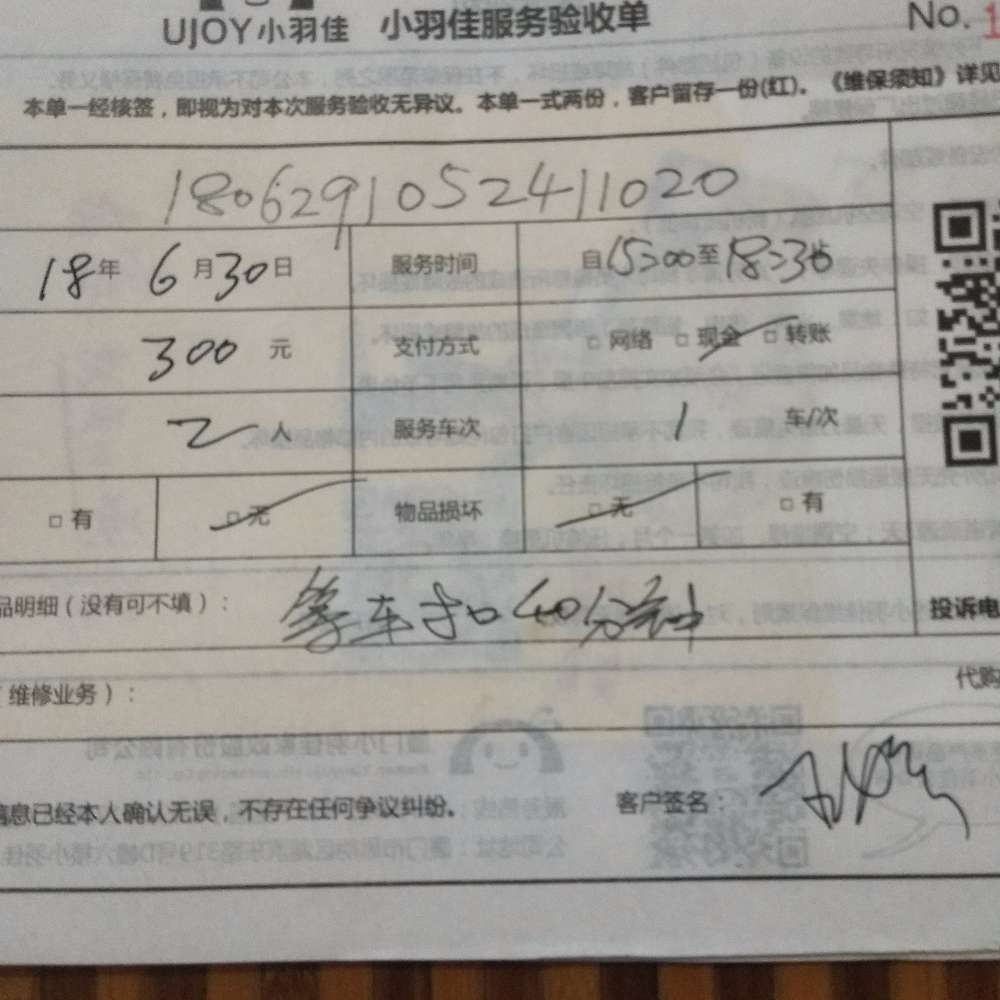 UJOY小羽佳 小羽佳服务验收单 No.1
本单一经核签，即视为对本次服务验收无异议。本单一式两份，客户留存一份(红)。《维保须知》详见
1806291052411020
18年 6月30日 服务时间 自15:00至18:36
300 元 支付方式 □ 网络 □ 现金 □ 转账
2人 服务车次 1 车/次
□ 有 □ 无 物品损坏 □ 无 □ 有
品明细（没有可不填）： 等车扣40分钟 投诉电
（维修业务）： 代购
信息已经本人确认无误，不存在任何争议纠纷。 客户签名：